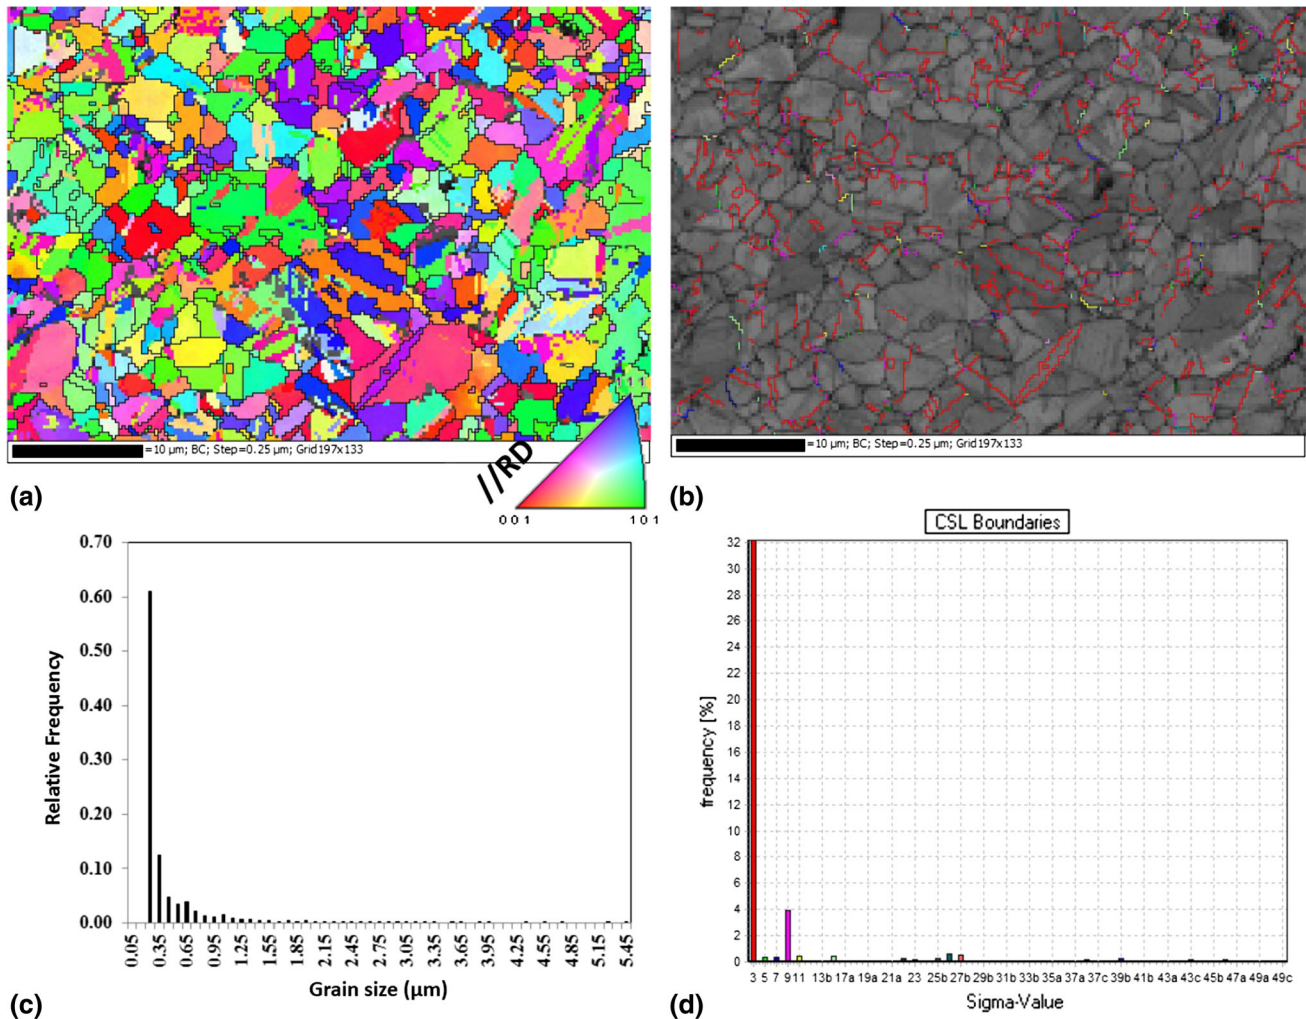 1 1 1
=10 µm; BC; Step=0.25 µm; Grid197x133
=10 µm; BC; Step=0.25 µm; Grid197x133
(a)
//RD
0 0 1
1 0 1
(b)
CSL Boundaries
0.70
0.60
0.50
0.40
0.30
0.20
0.10
0.00
Relative Frequency
0.05 0.35 0.65 0.95 1.25 1.55 1.85 2.15 2.45 2.75 3.05 3.35 3.65 3.95 4.25 4.55 4.85 5.15 5.45
Grain size (µm)
(c)
32
30
28
26
24
22
20
18
16
14
12
10
8
6
4
2
0
frequency [%]
3 5 7 9 11 13b 17a 19a 21a 23 25b 27b 29b 31b 33b 35a 37a 37c 39b 41b 43a 43c 45b 47a 49a 49c
Sigma-Value
(d)